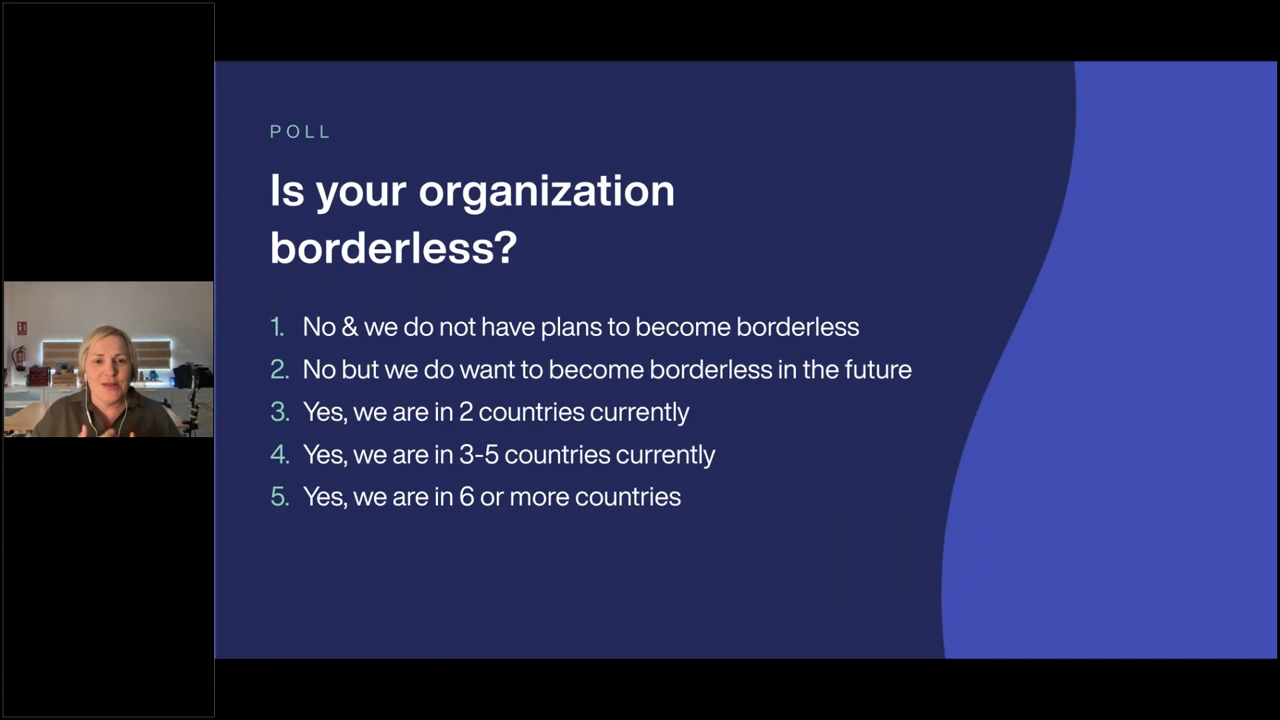 POLL
Is your organization
borderless?
1. No & we do not have plans to become borderless
2. No but we do want to become borderless in the future
3. Yes, we are in 2 countries currently
4. Yes, we are in 3-5 countries currently
5. Yes, we are in 6 or more countries